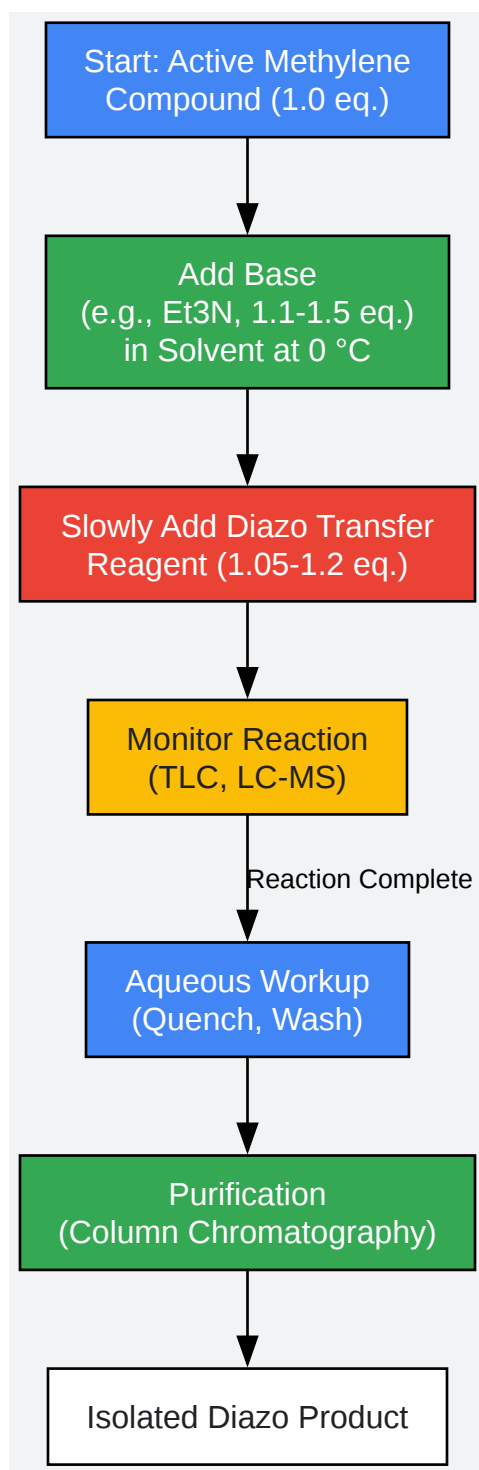 Start: Active Methylene
Compound (1.0 eq.)
Add Base
(e.g., Et3N, 1.1-1.5 eq.)
in Solvent at 0 °C
Slowly Add Diazo Transfer
Reagent (1.05-1.2 eq.)
Monitor Reaction
(TLC, LC-MS)
Reaction Complete
Aqueous Workup
(Quench, Wash)
Purification
(Column Chromatography)
Isolated Diazo Product